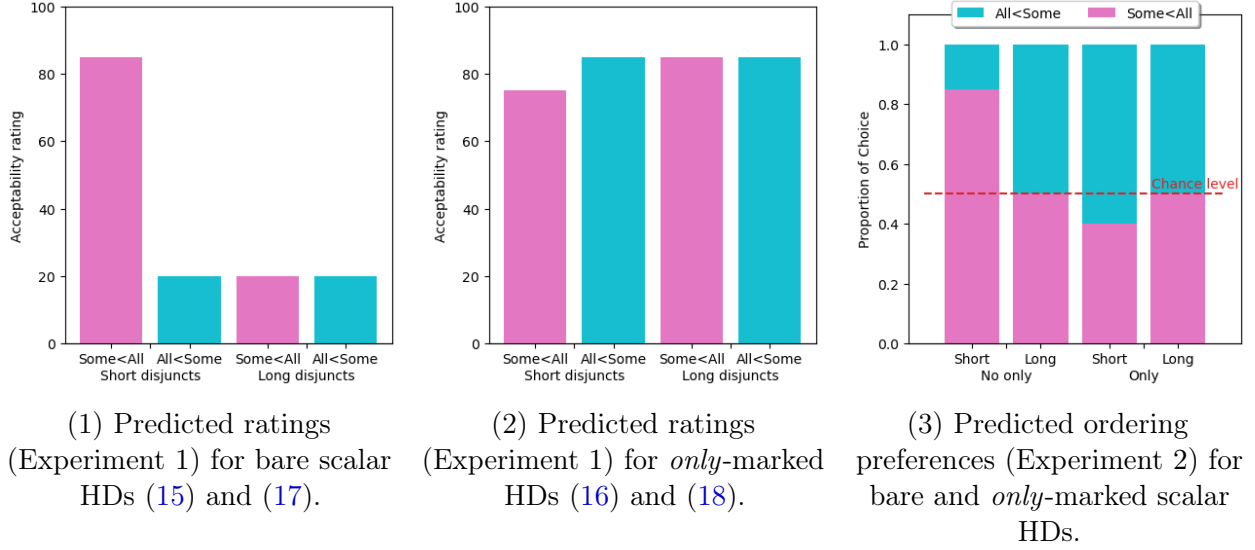 100
80
60
40
20
0
Acceptability rating
Some<All All<Some Some<All All<Some
Short disjuncts Long disjuncts
(1) Predicted ratings
(Experiment 1) for bare scalar
HDs (15) and (17).
100
80
60
40
20
0
Acceptability rating
Some<All All<Some Some<All All<Some
Short disjuncts Long disjuncts
(2) Predicted ratings
(Experiment 1) for only-marked
HDs (16) and (18).
All<Some Some<All
1.0
0.8
0.6
0.4
0.2
0.0
Proportion of Choice
Chance level
Short Long Short Long
No only Only
(3) Predicted ordering
preferences (Experiment 2) for
bare and only-marked scalar
HDs.